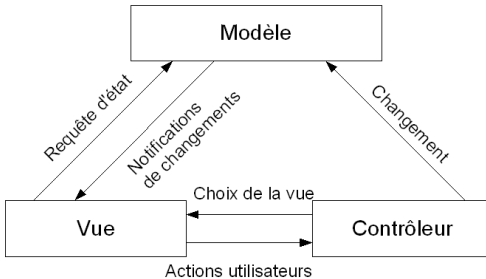 Modèle
Requête d'état
Notifications
de changements
Changement
Choix de la vue
Vue
Contrôleur
Actions utilisateurs